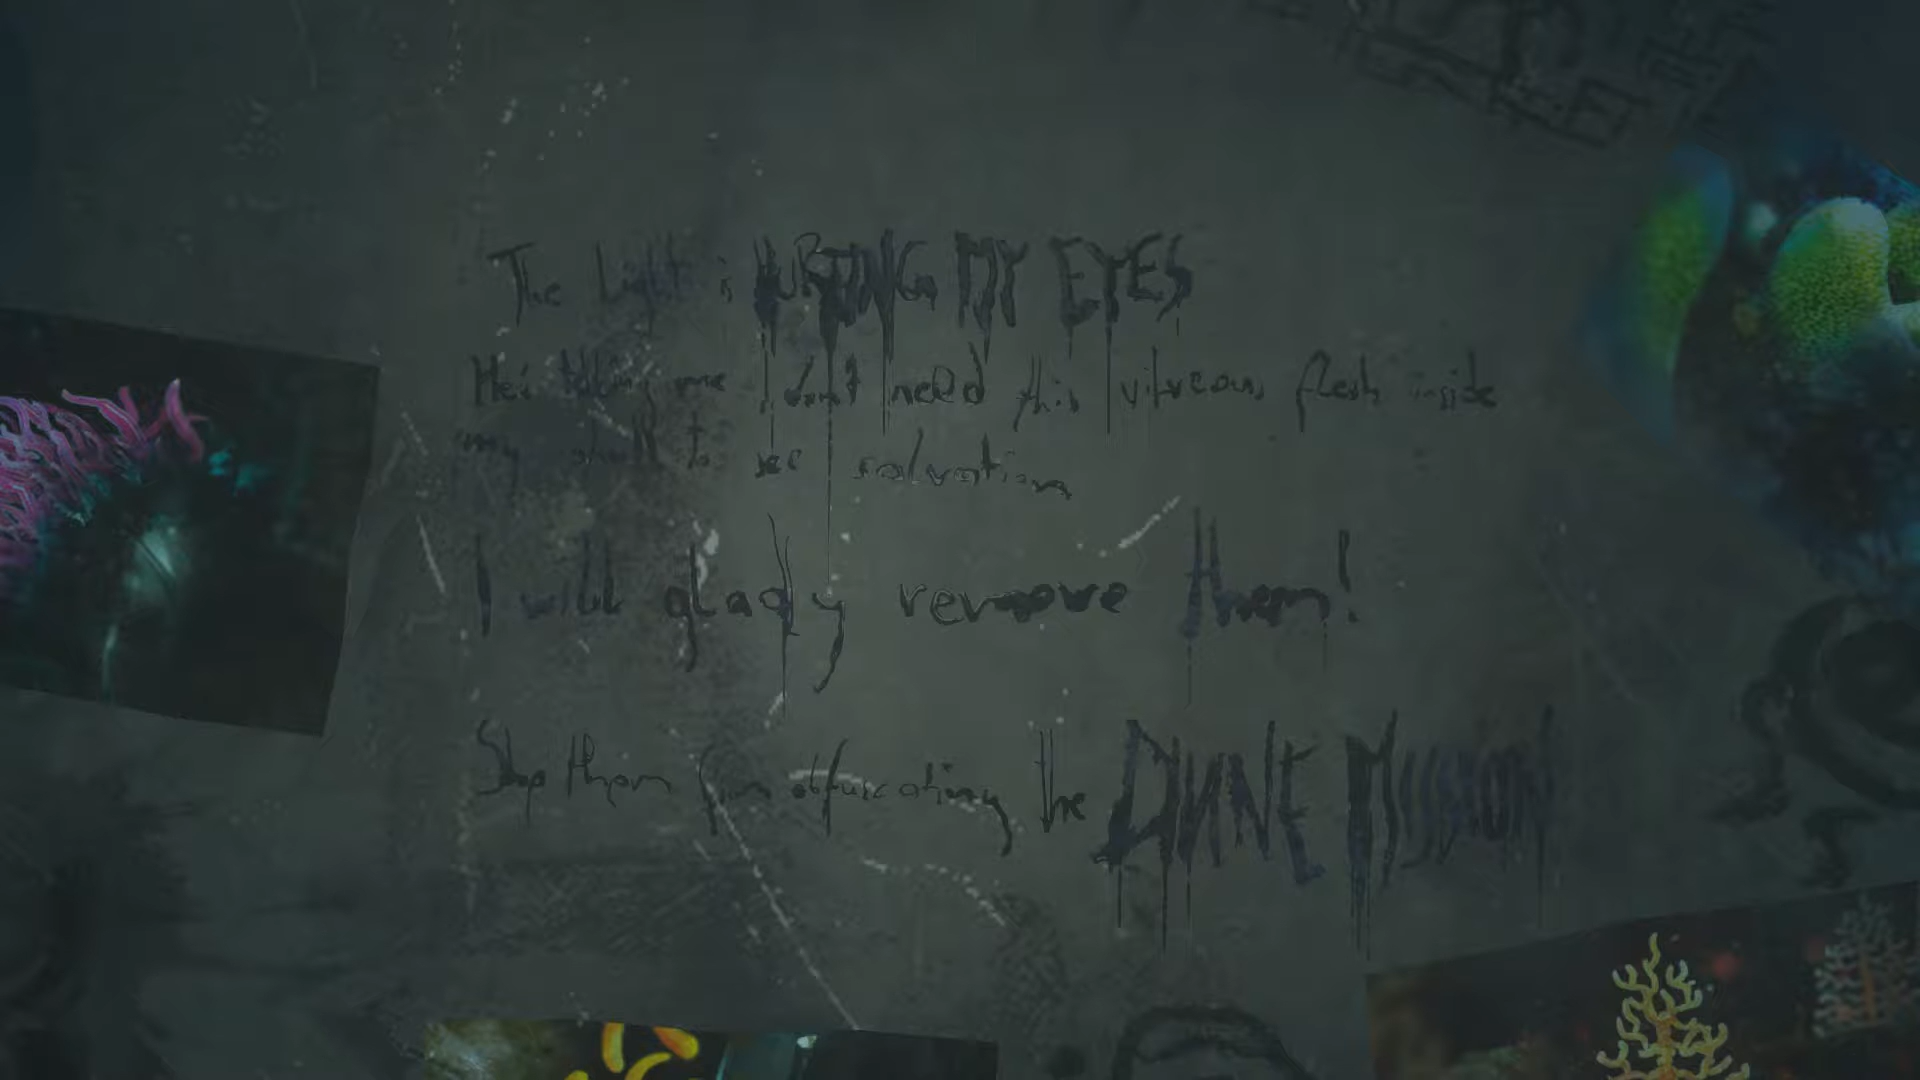 The Light is HURTING MY EYES
He's telling me I don't need this vitreous flesh inside
my skull to see salvation
I will glady remove them!
Stop them from obfuscating the DIVINE MISSION